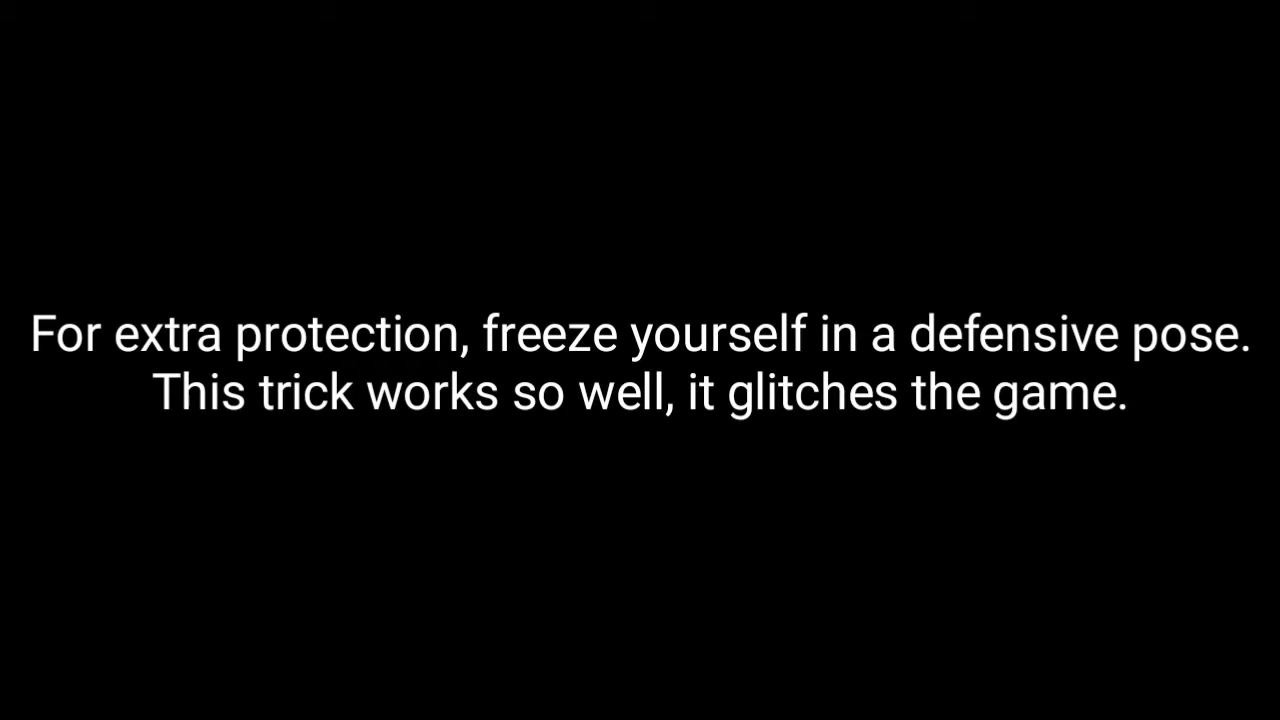 For extra protection, freeze yourself in a defensive pose.
This trick works so well, it glitches the game.